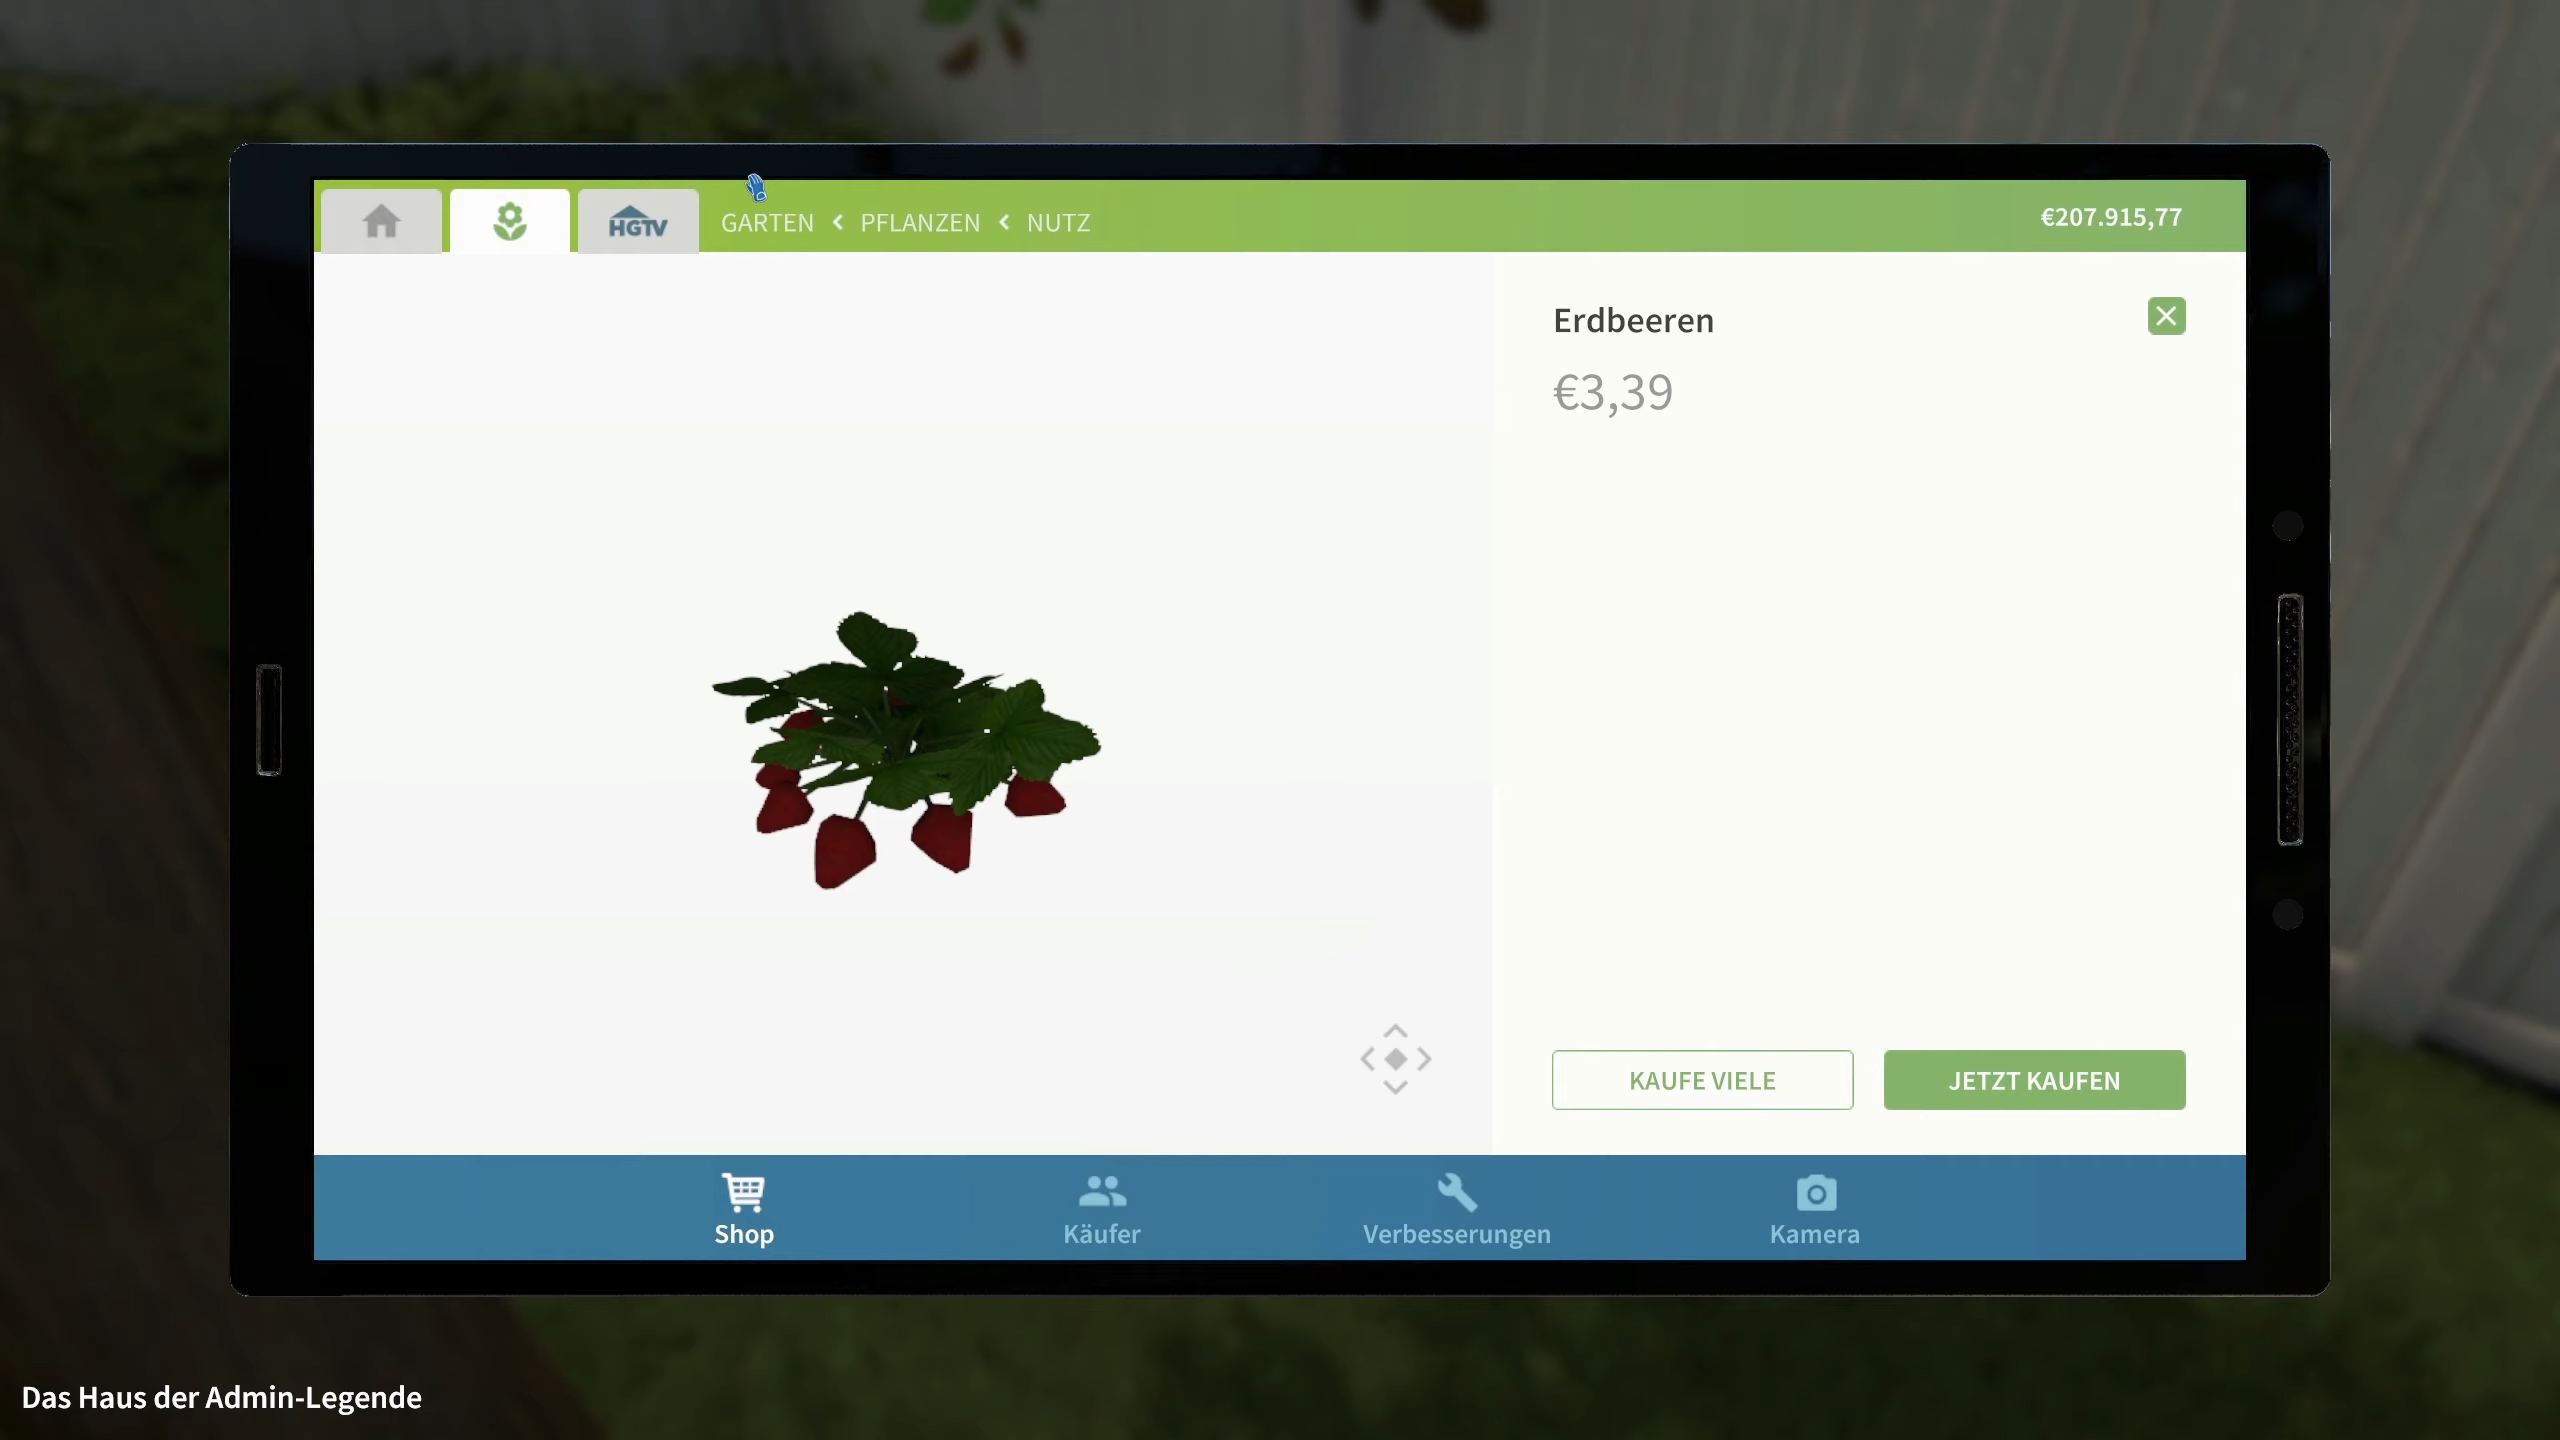 HGTV
GARTEN < PFLANZEN < NUTZ
€207.915,77
Erdbeeren
€3,39
KAUFE VIELE
JETZT KAUFEN
Shop
Käufer
Verbesserungen
Kamera
Das Haus der Admin-Legende